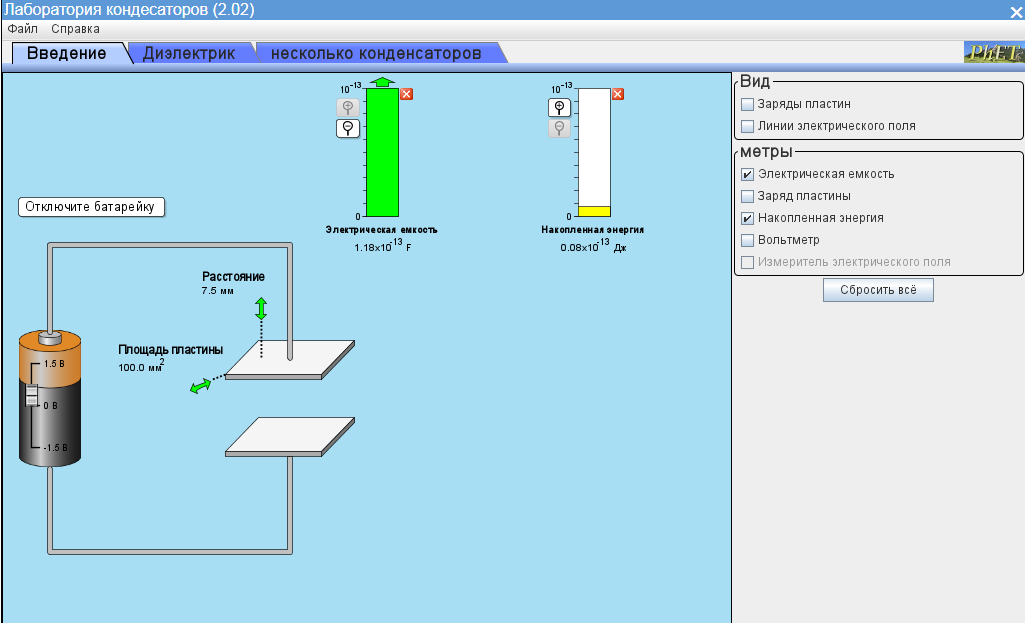 Лаборатория кондесаторов (2.02)
Файл Справка
Введение Диэлектрик несколько конденсаторов
PhET
Вид
Заряды пластин
Линии электрического поля
метры
Электрическая емкость
Заряд пластины
Накопленная энергия
Вольтметр
Измеритель электрического поля
Сбросить всё
10-13
0
Электрическая емкость
1.18x10-13 F
10-13
0
Накопленная энергия
0.08x10-13 Дж
Отключите батарейку
Расстояние
7.5 мм
Площадь пластины
100.0 мм2
1.5 В
0 В
-1.5 В